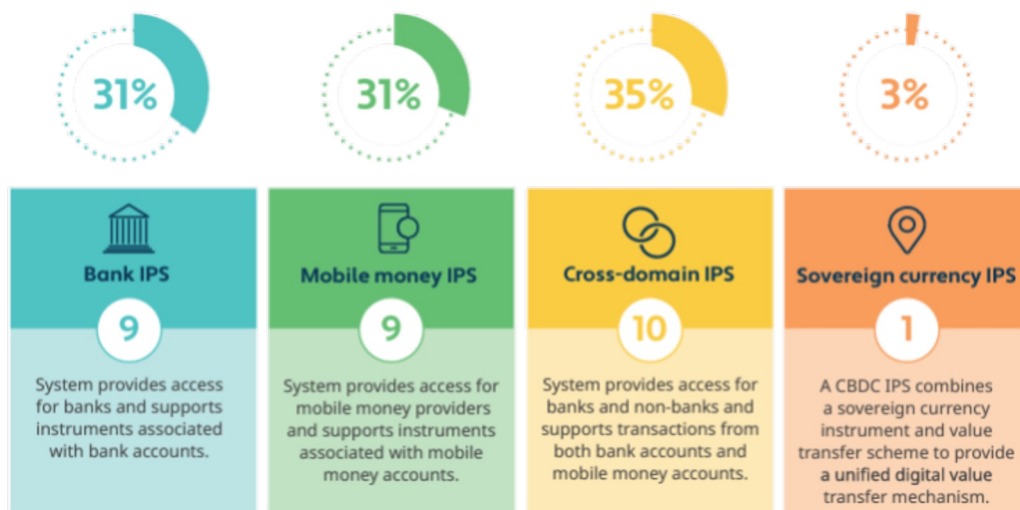 31%
31%
35%
3%
Bank IPS
9
System provides access
for banks and supports
instruments associated
with bank accounts.
Mobile money IPS
9
System provides access for
mobile money providers
and supports instruments
associated with mobile
money accounts.
Cross-domain IPS
10
System provides access for
banks and non-banks and
supports transactions from
both bank accounts and
mobile money accounts.
Sovereign currency IPS
1
A CBDC IPS combines
a sovereign currency
instrument and value
transfer scheme to provide
a unified digital value
transfer mechanism.